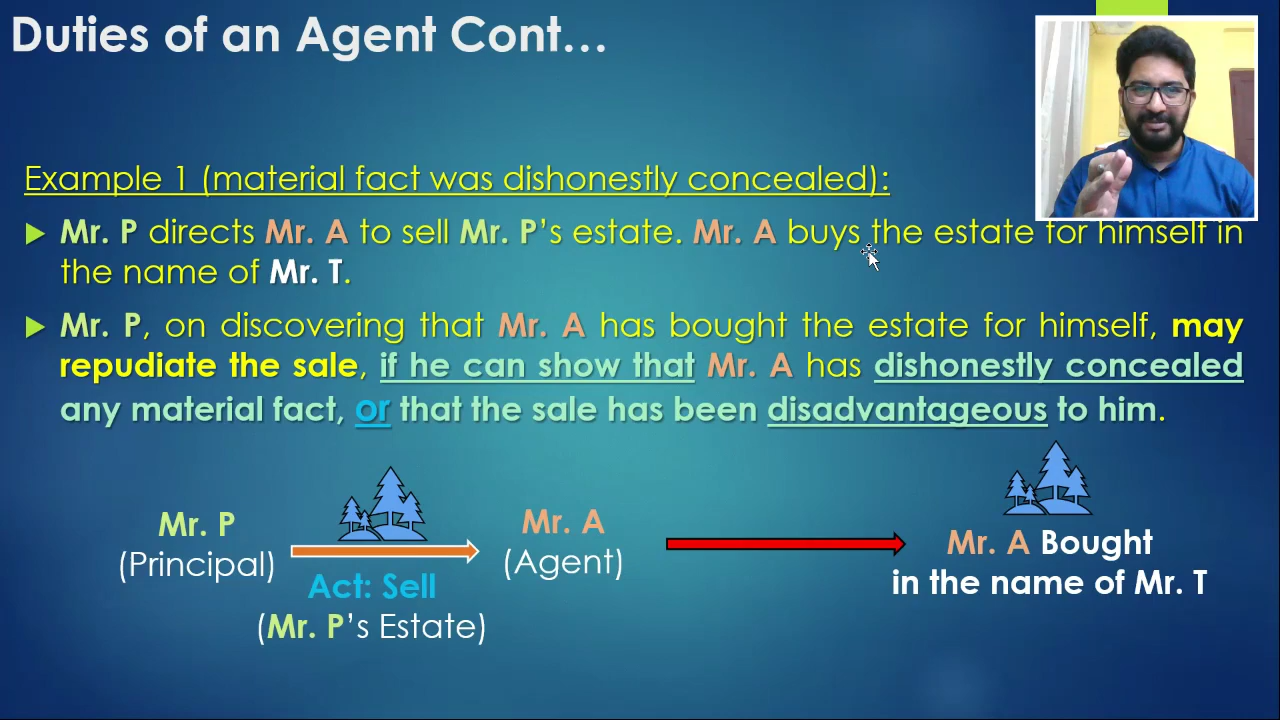 Duties of an Agent Cont…
Example 1 (material fact was dishonestly concealed):
Mr. P directs Mr. A to sell Mr. P’s estate. Mr. A buys the estate for himself in
the name of Mr. T.
Mr. P, on discovering that Mr. A has bought the estate for himself, may
repudiate the sale, if he can show that Mr. A has dishonestly concealed
any material fact, or that the sale has been disadvantageous to him.
Mr. P
(Principal)
Act: Sell
(Mr. P’s Estate)
Mr. A
(Agent)
Mr. A Bought
in the name of Mr. T